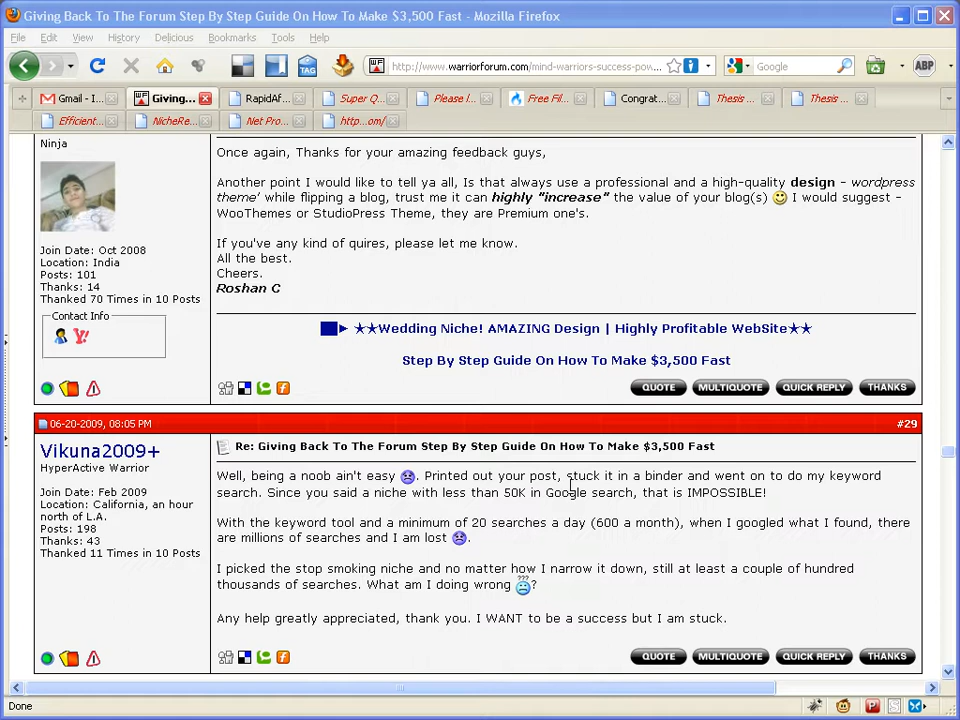 Giving Back To The Forum Step By Step Guide On How To Make $3,500 Fast - Mozilla Firefox
File Edit View History Delicious Bookmarks Tools Help
TAG WF http://www.warriorforum.com/mind-warriors-success-pow... Google ABP
Gmail - I... Giving... RapidAf... Super Q... Please l... Free Fil... Congrat... Thesis ... Thesis ...
Efficient... NicheRe... Net Pro... http...om/
Ninja
Join Date: Oct 2008
Location: India
Posts: 101
Thanks: 14
Thanked 70 Times in 10 Posts
Contact Info
Once again, Thanks for your amazing feedback guys,
Another point I would like to tell ya all, Is that always use a professional and a high-quality design - wordpress
theme' while flipping a blog, trust me it can highly "increase" the value of your blog(s) I would suggest -
WooThemes or StudioPress Theme, they are Premium one's.
If you've any kind of quires, please let me know.
All the best.
Cheers.
Roshan C
★★Wedding Niche! AMAZING Design | Highly Profitable WebSite★★
Step By Step Guide On How To Make $3,500 Fast
QUOTE MULTIQUOTE QUICK REPLY THANKS
06-20-2009, 08:05 PM #29
Vikuna2009+
HyperActive Warrior
Join Date: Feb 2009
Location: California, an hour
north of L.A.
Posts: 198
Thanks: 43
Thanked 11 Times in 10 Posts
Re: Giving Back To The Forum Step By Step Guide On How To Make $3,500 Fast
Well, being a noob ain't easy . Printed out your post, stuck it in a binder and went on to do my keyword
search. Since you said a niche with less than 50K in Google search, that is IMPOSSIBLE!
With the keyword tool and a minimum of 20 searches a day (600 a month), when I googled what I found, there
are millions of searches and I am lost .
I picked the stop smoking niche and no matter how I narrow it down, still at least a couple of hundred
thousands of searches. What am I doing wrong ?
Any help greatly appreciated, thank you. I WANT to be a success but I am stuck.
QUOTE MULTIQUOTE QUICK REPLY THANKS
Done